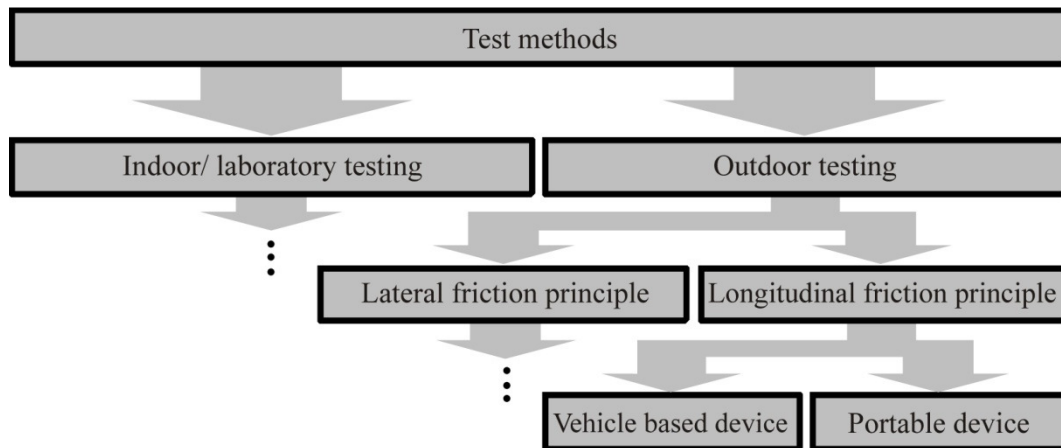 Test methods
Indoor/ laboratory testing
Outdoor testing
Lateral friction principle
Longitudinal friction principle
Vehicle based device
Portable device